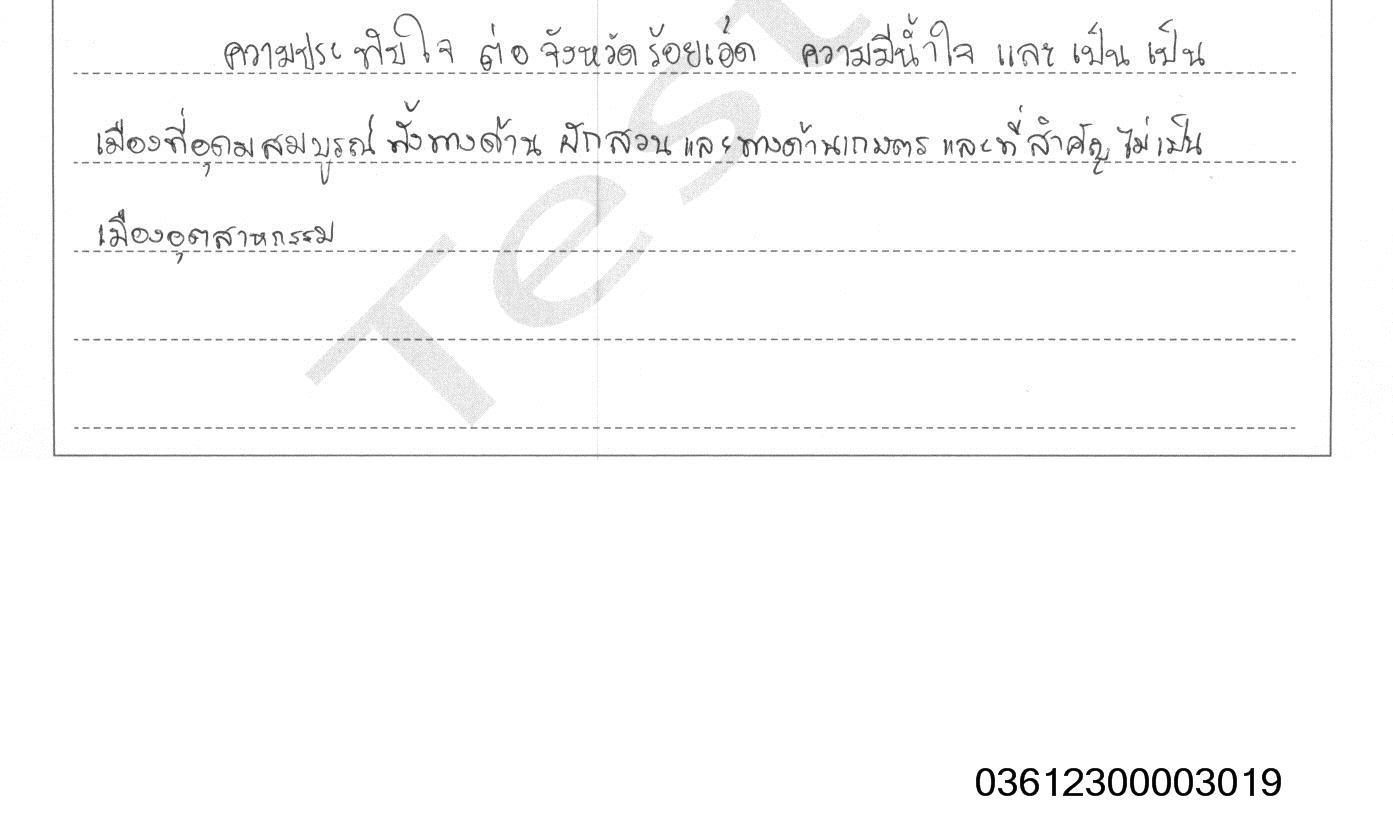 ความประทับใจ ต่อ จังหวัดร้อยเอ็ด ความมีน้ำใจ และ เป็น เป็น
เมืองที่อุดมสมบูรณ์ ทั้งทางด้าน ผักสวน และทางด้านเกษตร และที่สำคัญ ไม่เป็น
เมืองอุตสาหกรรม
Test
03612300003019